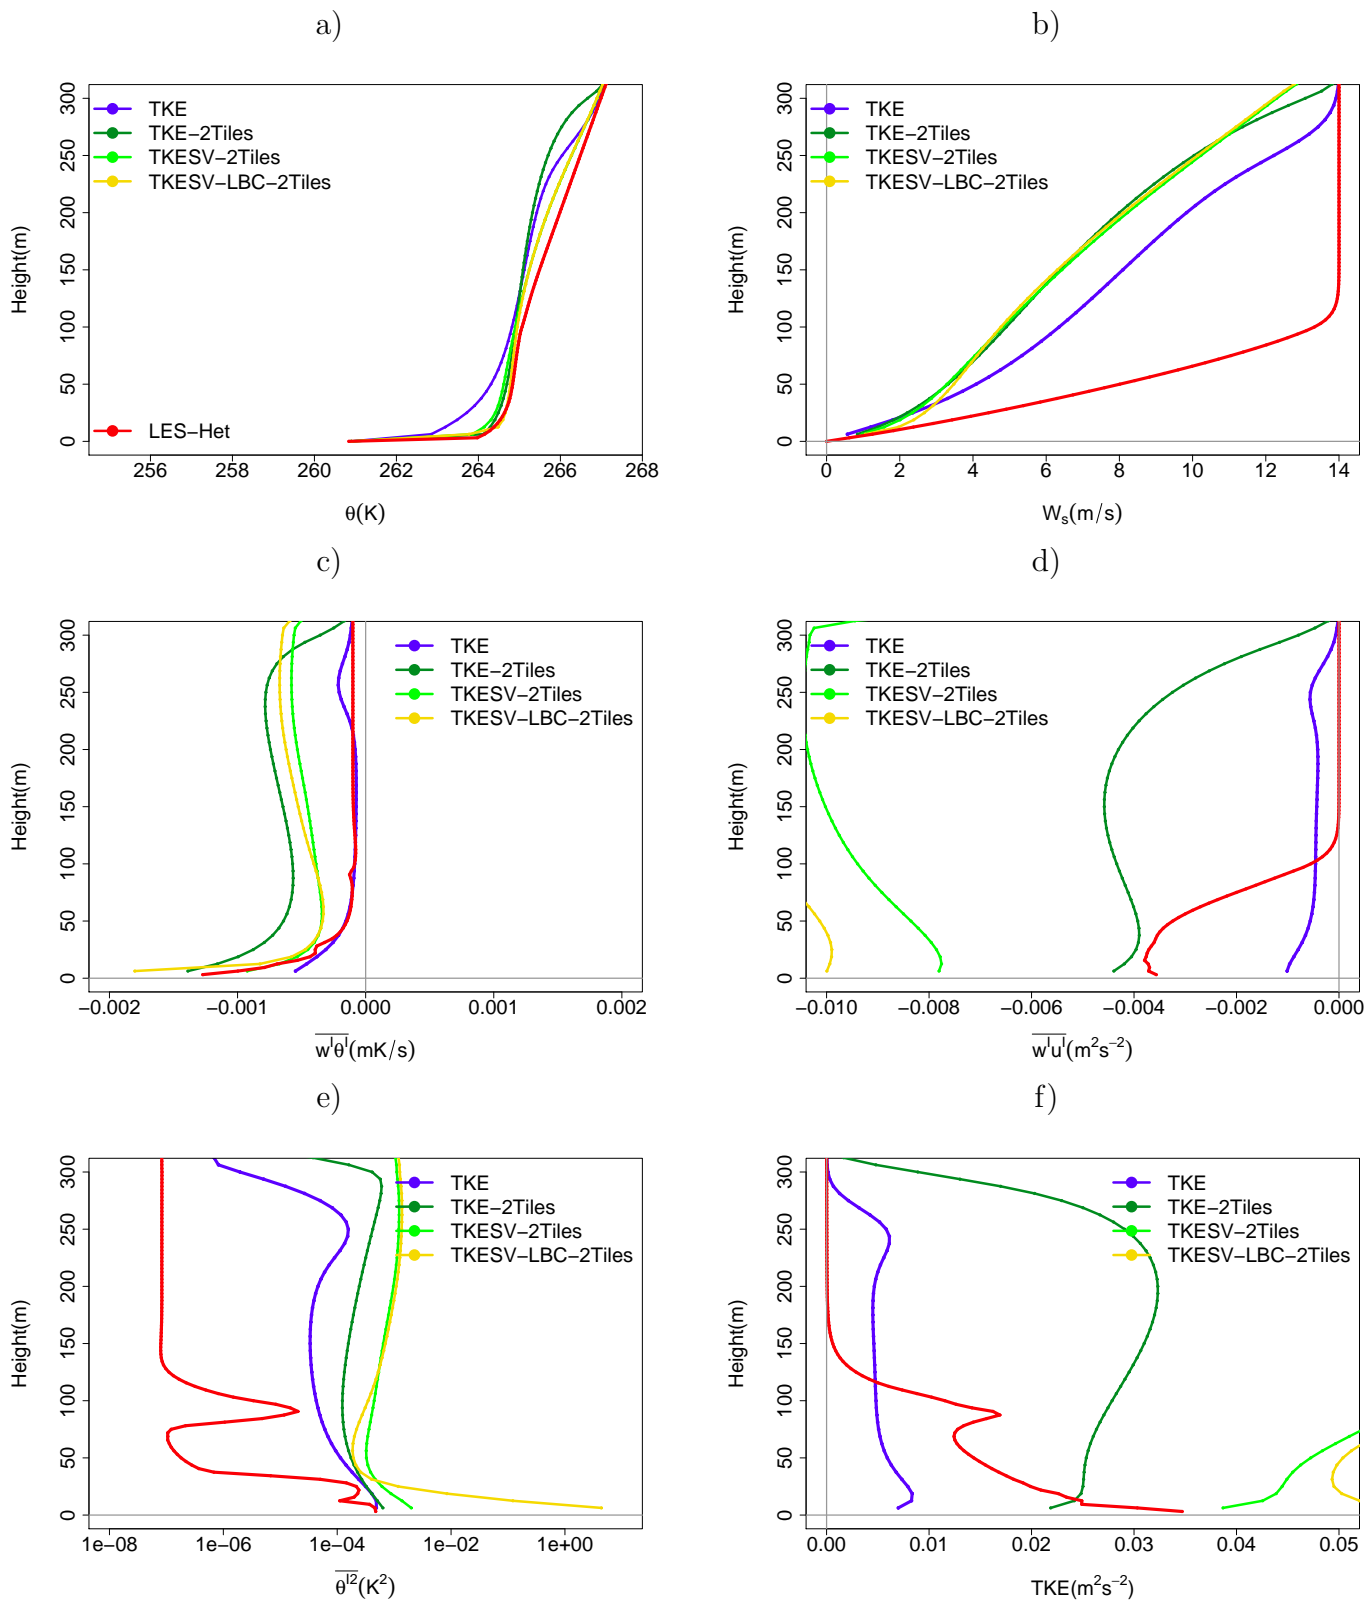 a)
300
250
200
150
100
50
0
Height(m)
TKE
TKE−2Tiles
TKESV−2Tiles
TKESV−LBC−2Tiles
LES−Het
256 258 260 262 264 266 268
θ(K)
b)
300
250
200
150
100
50
0
Height(m)
TKE
TKE−2Tiles
TKESV−2Tiles
TKESV−LBC−2Tiles
0 2 4 6 8 10 12 14
Wₛ(m/s)
c)
300
250
200
150
100
50
0
Height(m)
TKE
TKE−2Tiles
TKESV−2Tiles
TKESV−LBC−2Tiles
−0.002 −0.001 0.000 0.001 0.002
w'θ'(mK/s)
d)
300
250
200
150
100
50
0
Height(m)
TKE
TKE−2Tiles
TKESV−2Tiles
TKESV−LBC−2Tiles
−0.010 −0.008 −0.006 −0.004 −0.002 0.000
w'u'(m²s⁻²)
e)
300
250
200
150
100
50
0
Height(m)
TKE
TKE−2Tiles
TKESV−2Tiles
TKESV−LBC−2Tiles
1e−08 1e−06 1e−04 1e−02 1e+00
θ'²(K²)
f)
300
250
200
150
100
50
0
Height(m)
TKE
TKE−2Tiles
TKESV−2Tiles
TKESV−LBC−2Tiles
0.00 0.01 0.02 0.03 0.04 0.05
TKE(m²s⁻²)